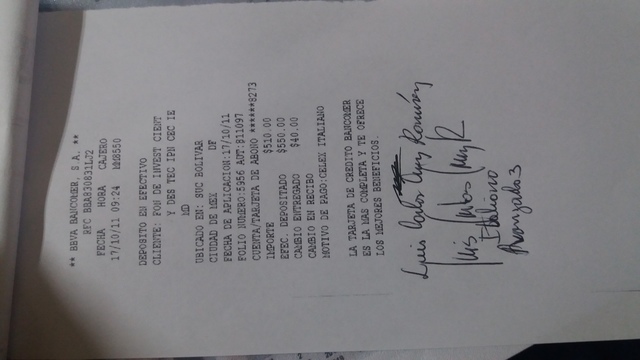 ** BBVA BANCOMER, S.A. **
RFC BBA830831LJ2
FECHA HORA CAJERO
17/10/11 09:24 MM8550
DEPOSITO EN EFECTIVO
CLIENTE: FON DE INVEST CIENT
Y DES TEC IPN CEC IE
MD
UBICADO EN: SUC BOLIVAR
CIUDAD DE MEX DF
FECHA DE APLICACION:17/10/11
FOLIO NUMERO:5956 AUT:811097
CUENTA/TARJETA DE ABONO ******8273
IMPORTE $510.00
EFEC. DEPOSITADO $550.00
CAMBIO ENTREGADO $40.00
CAMBIO EN RECIBO
MOTIVO DE PAGO:CELEX ITALIANO
LA TARJETA DE CREDITO BANCOMER
ES LA MAS COMPLETA Y TE OFRECE
LOS MEJORES BENEFICIOS.
Luis Carlos Cruz Ramírez
Luis Carlos Cruz R
Italiano
Avanzado 3